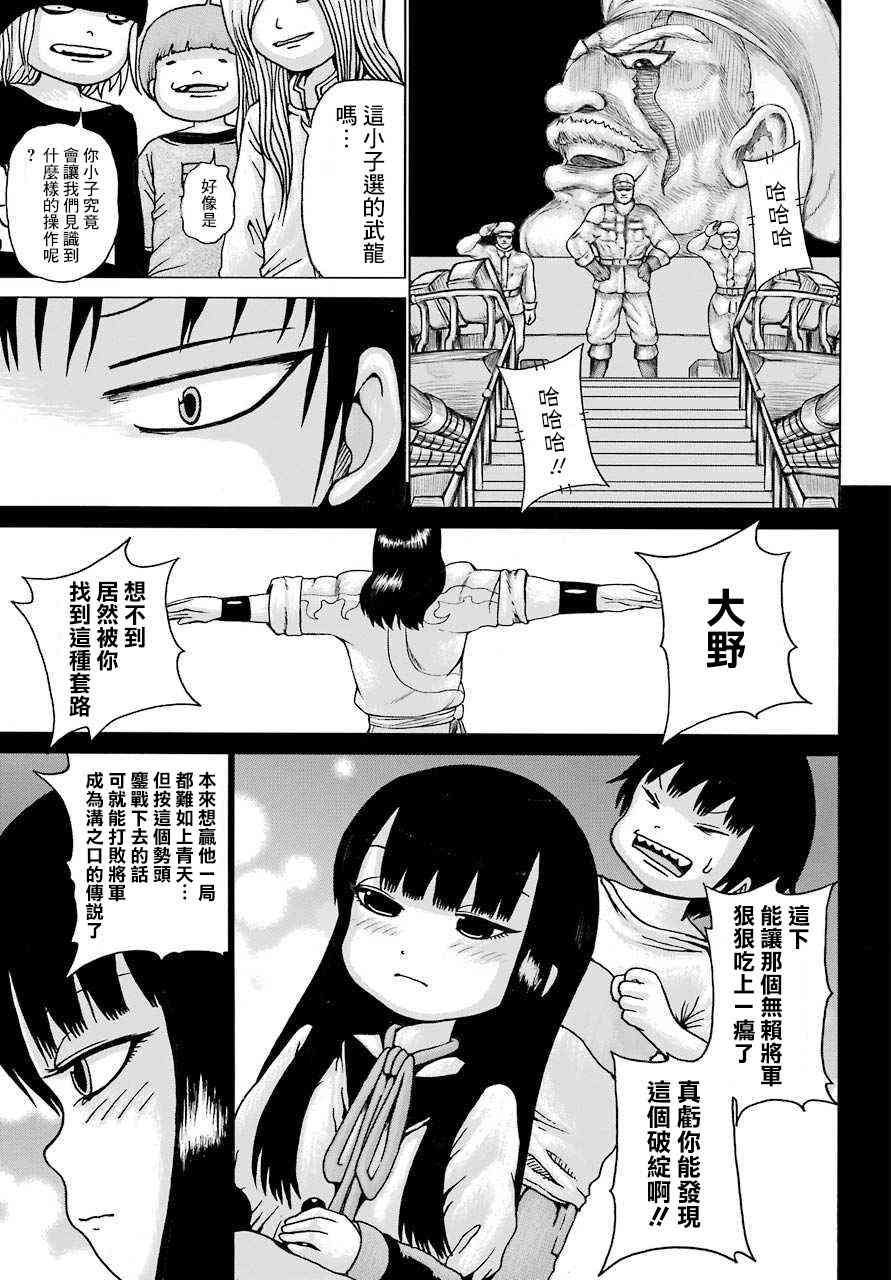 哈哈哈
哈哈哈!!
這小子選的武龍
嗎…
好像是
你小子究竟
會讓我們見識到
什麼樣的操作呢
?
大野
想不到
居然被你
找到這種套路
這下
能讓那個無賴將軍
狠狠吃上一癟了
真虧你能發現
這個破綻啊!!
本來想贏他一局
都難如上青天…
但按這個勢頭
鏖戰下去的話
可就能打敗將軍
成為溝之口的傳說了